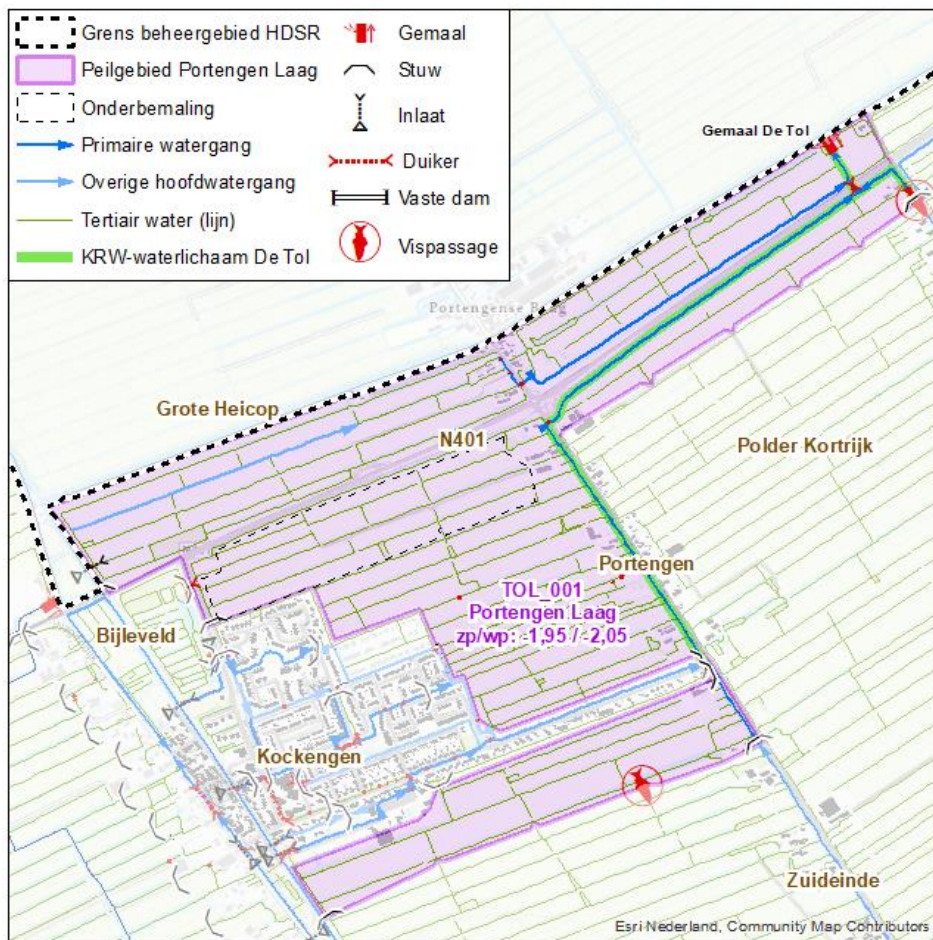 Grens beheergebied HDSR
Peilgebied Portengen Laag
Onderbemaling
Primaire watergang
Overige hoofdwatergang
Tertiair water (lijn)
KRW-waterlichaam De Tol
Gemaal
Stuw
Inlaat
Duiker
Vaste dam
Vispassage
Gemaal De Tol
Portengense Brug
Grote Heicop
N401
Polder Kortrijk
Portengen
TOL_001
Portengen Laag
zp/wp: -1,95 / -2,05
Bijleveld
Kockengen
Zuideinde
Esri Nederland, Community Map Contributors